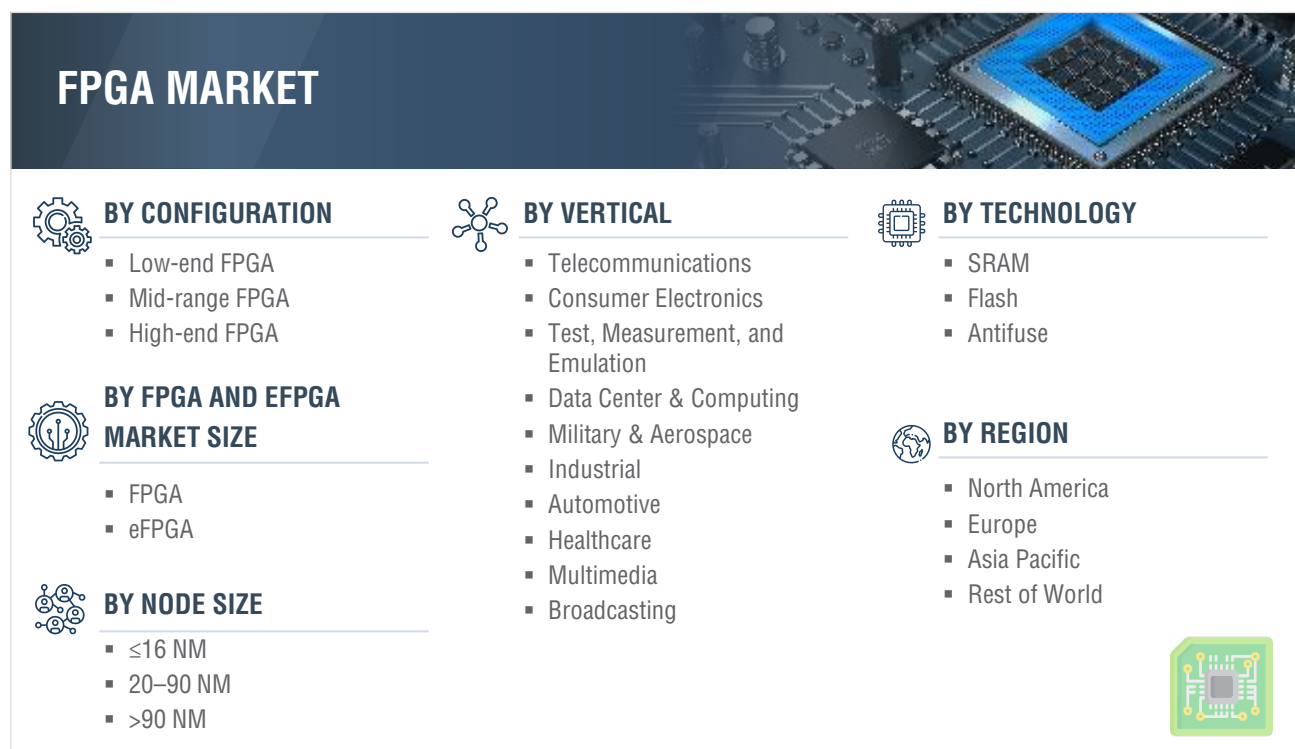 FPGA MARKET
BY CONFIGURATION
▪ Low-end FPGA
▪ Mid-range FPGA
▪ High-end FPGA
BY FPGA AND EFPGA
MARKET SIZE
▪ FPGA
▪ eFPGA
BY NODE SIZE
▪ ≤16 NM
▪ 20–90 NM
▪ >90 NM
BY VERTICAL
▪ Telecommunications
▪ Consumer Electronics
▪ Test, Measurement, and
Emulation
▪ Data Center & Computing
▪ Military & Aerospace
▪ Industrial
▪ Automotive
▪ Healthcare
▪ Multimedia
▪ Broadcasting
BY TECHNOLOGY
▪ SRAM
▪ Flash
▪ Antifuse
BY REGION
▪ North America
▪ Europe
▪ Asia Pacific
▪ Rest of World